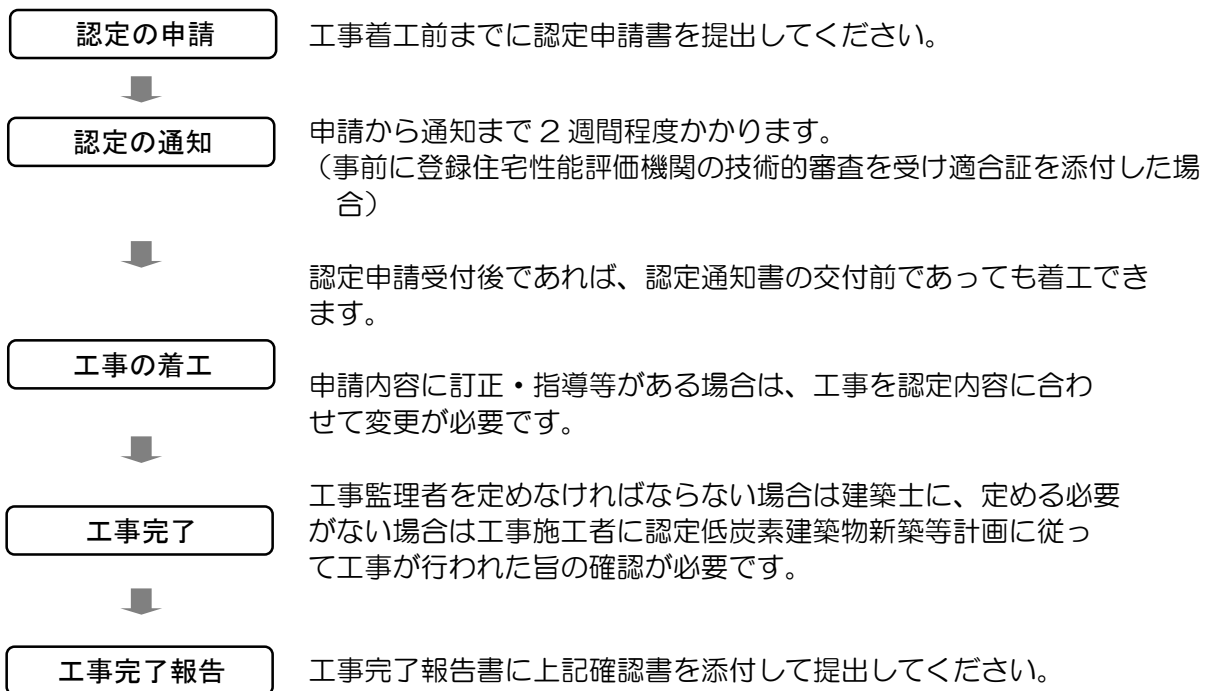 認定の申請
工事着工前までに認定申請書を提出してください。
認定の通知
申請から通知まで2週間程度かかります。
（事前に登録住宅性能評価機関の技術的審査を受け適合証を添付した場
合）
認定申請受付後であれば、認定通知書の交付前であっても着工でき
ます。
工事の着工
申請内容に訂正・指導等がある場合は、工事を認定内容に合わ
せて変更が必要です。
工事監理者を定めなければならない場合は建築士に、定める必要
がない場合は工事施工者に認定低炭素建築物新築等計画に従っ
て工事が行われた旨の確認が必要です。
工事完了
工事完了報告
工事完了報告書に上記確認書を添付して提出してください。